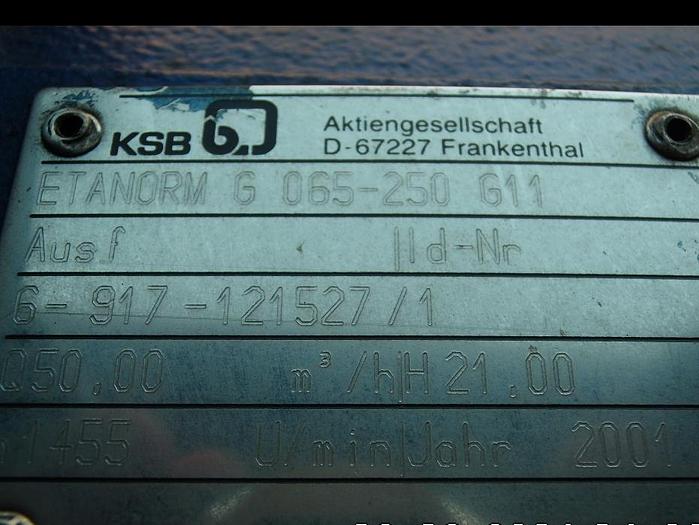 KSB Aktiengesellschaft
D-67227 Frankenthal
ETANORM G 065-250 G11
Ausf Id-Nr
6-917-121527/1
Q50,00 m³/h H 21,00
n1455 U/min Jahr 2001